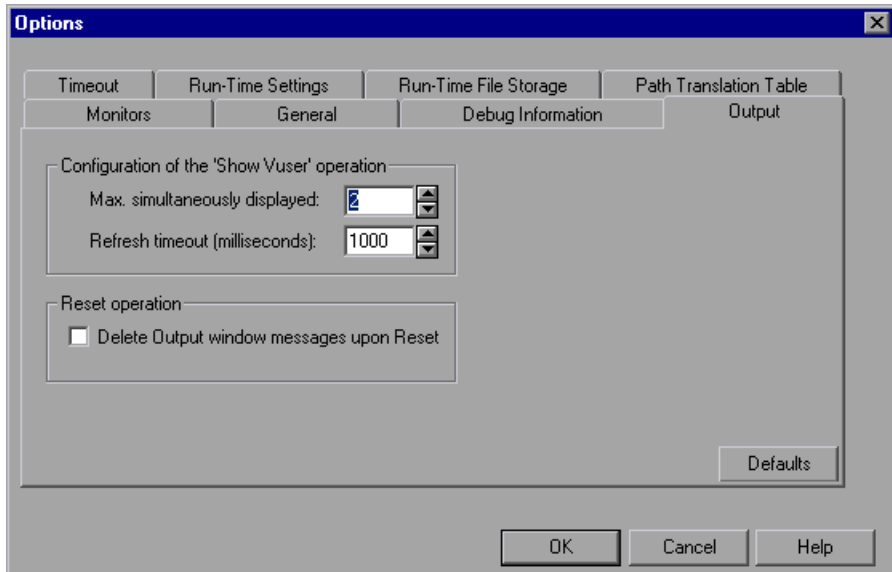 Options
Timeout Run-Time Settings Run-Time File Storage Path Translation Table
Monitors General Debug Information Output
Configuration of the 'Show Vuser' operation
Max. simultaneously displayed: 2
Refresh timeout (milliseconds): 1000
Reset operation
Delete Output window messages upon Reset
Defaults
OK Cancel Help